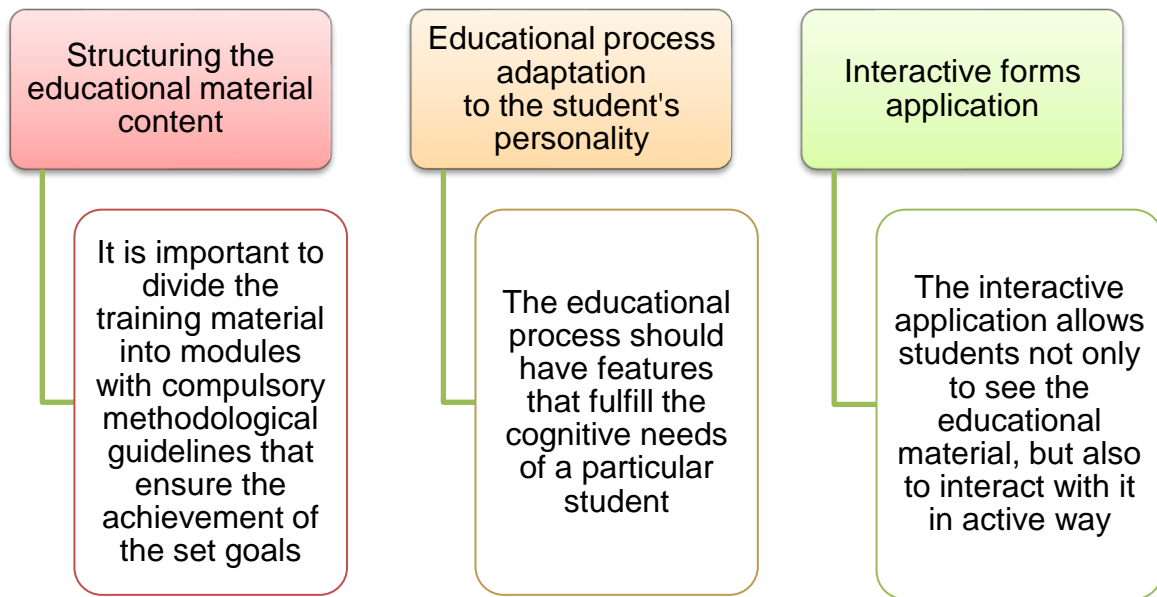 Structuring the
educational material
content
It is important to
divide the
training material
into modules
with compulsory
methodological
guidelines that
ensure the
achievement of
the set goals
Educational process
adaptation
to the student's
personality
The educational
process should
have features
that fulfill the
cognitive needs
of a particular
student
Interactive forms
application
The interactive
application allows
students not only
to see the
educational
material, but also
to interact with it
in active way